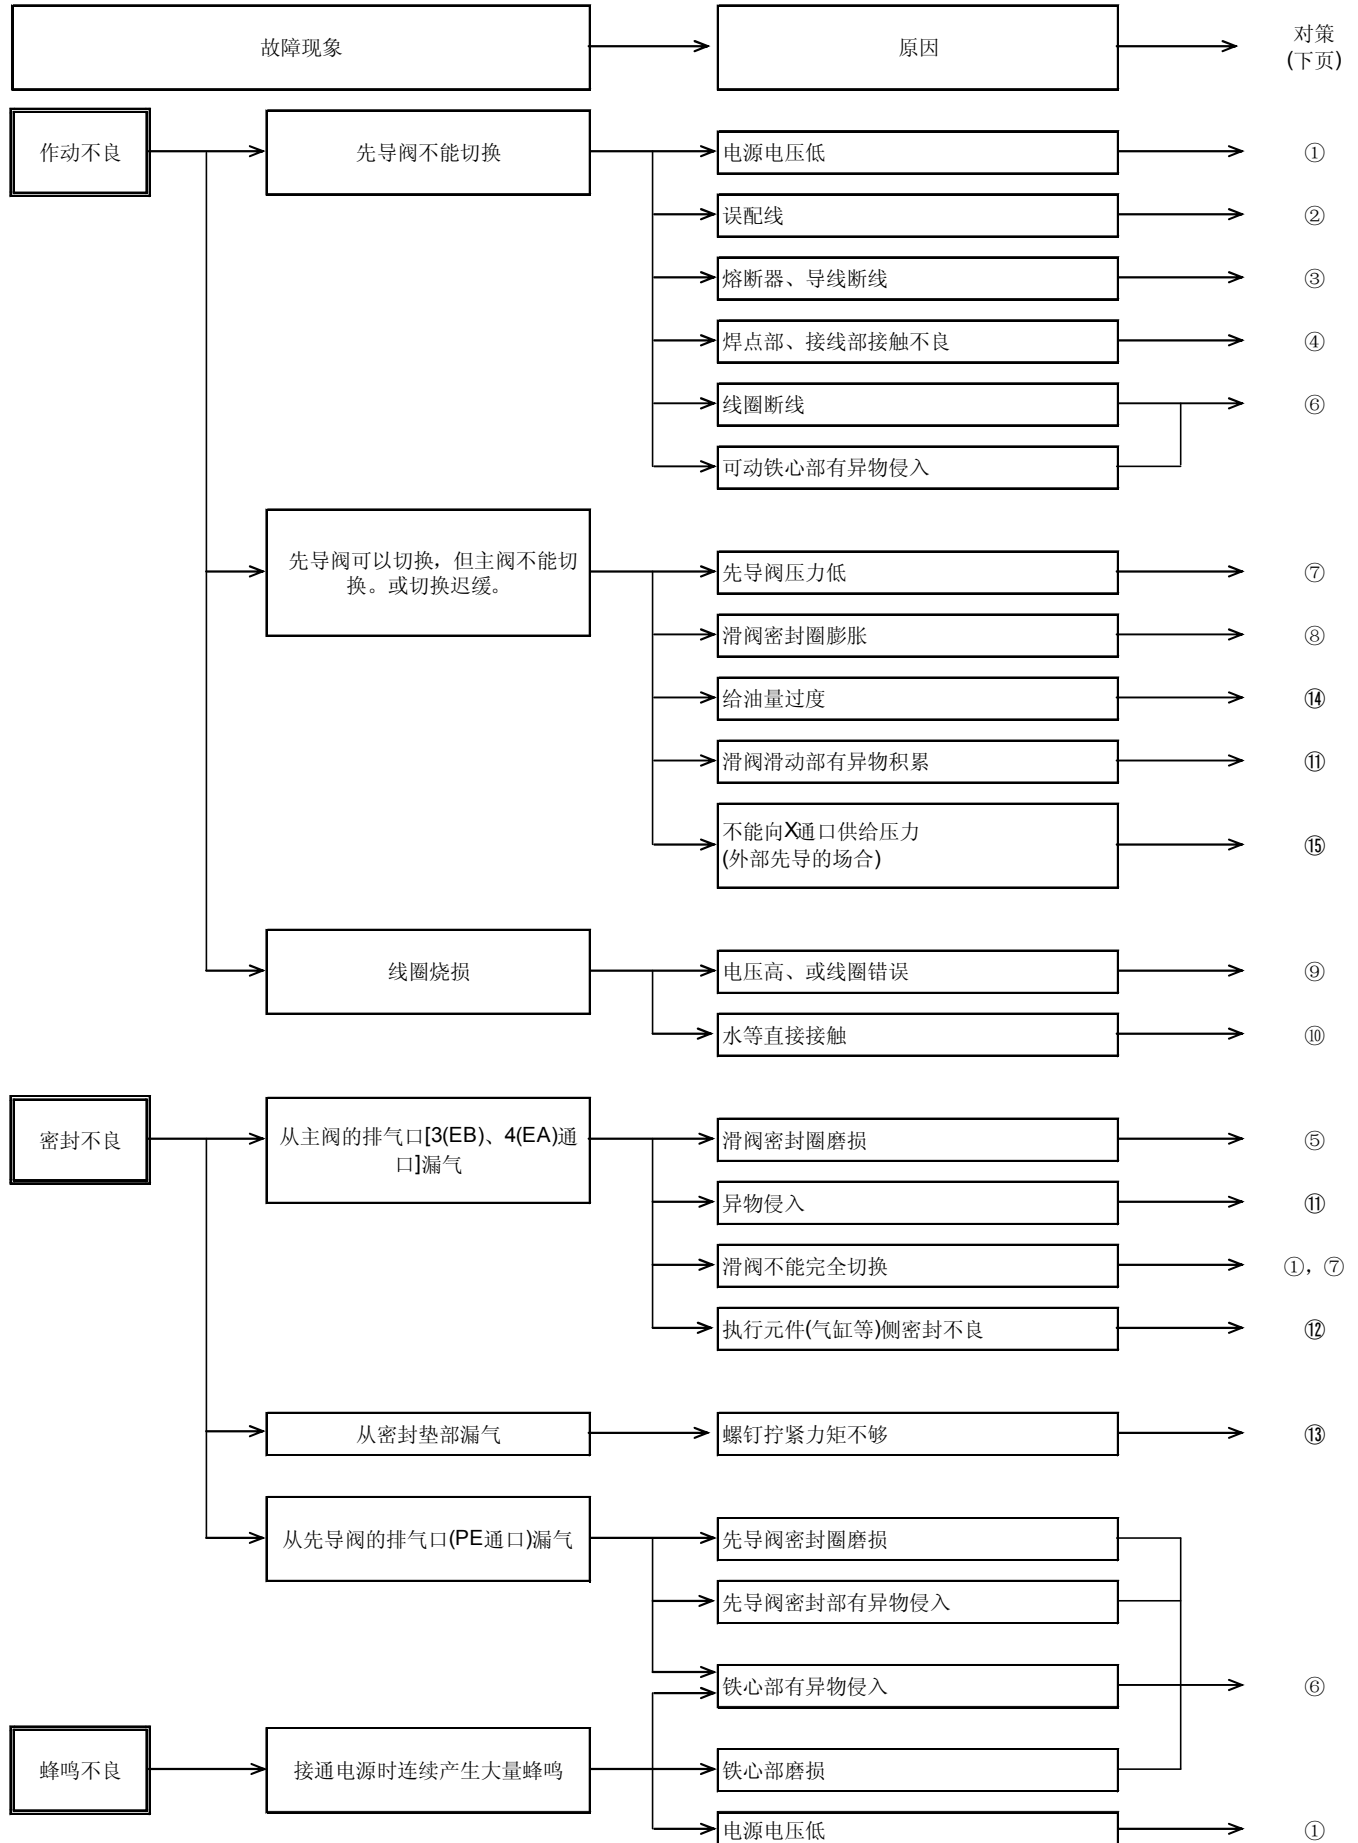 故障现象
原因
对策
(下页)
作动不良
先导阀不能切换
电源电压低
①
误配线
②
熔断器、导线断线
③
焊点部、接线部接触不良
④
线圈断线
⑥
可动铁心部有异物侵入
先导阀可以切换，但主阀不能切
换。或切换迟缓。
先导阀压力低
⑦
滑阀密封圈膨胀
⑧
给油量过度
⑭
滑阀滑动部有异物积累
⑪
不能向X通口供给压力
(外部先导的场合)
⑮
线圈烧损
电压高、或线圈错误
⑨
水等直接接触
⑩
密封不良
从主阀的排气口[3(EB)、4(EA)通
口]漏气
滑阀密封圈磨损
⑤
异物侵入
⑪
滑阀不能完全切换
①，⑦
执行元件(气缸等)侧密封不良
⑫
从密封垫部漏气
螺钉拧紧力矩不够
⑬
从先导阀的排气口(PE通口)漏气
先导阀密封圈磨损
先导阀密封部有异物侵入
铁心部有异物侵入
⑥
蜂鸣不良
接通电源时连续产生大量蜂鸣
铁心部磨损
电源电压低
①